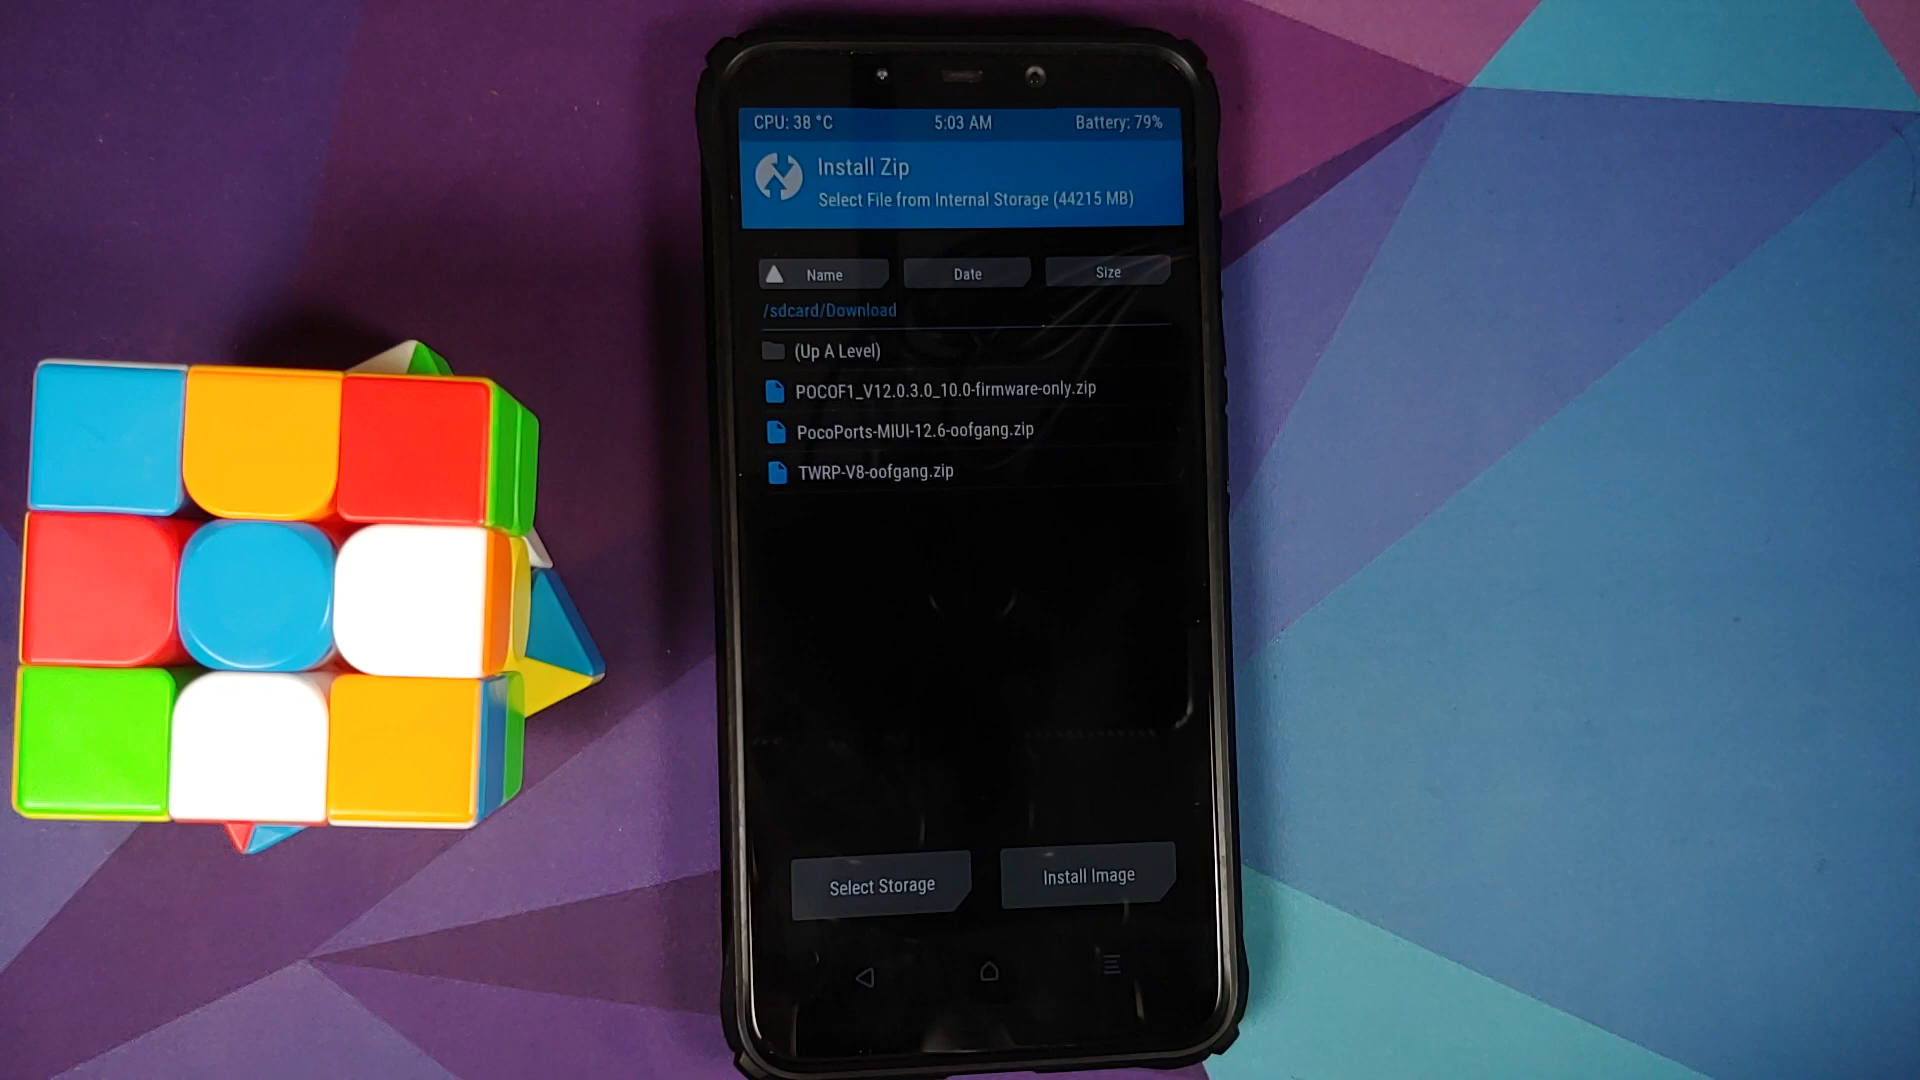 CPU: 38 °C 5:03 AM Battery: 79%
Install Zip
Select File from Internal Storage (44215 MB)
Name Date Size
/sdcard/Download
(Up A Level)
POCOF1_V12.0.3.0_10.0-firmware-only.zip
PocoPorts-MIUI-12.6-oofgang.zip
TWRP-V8-oofgang.zip
Select Storage Install Image